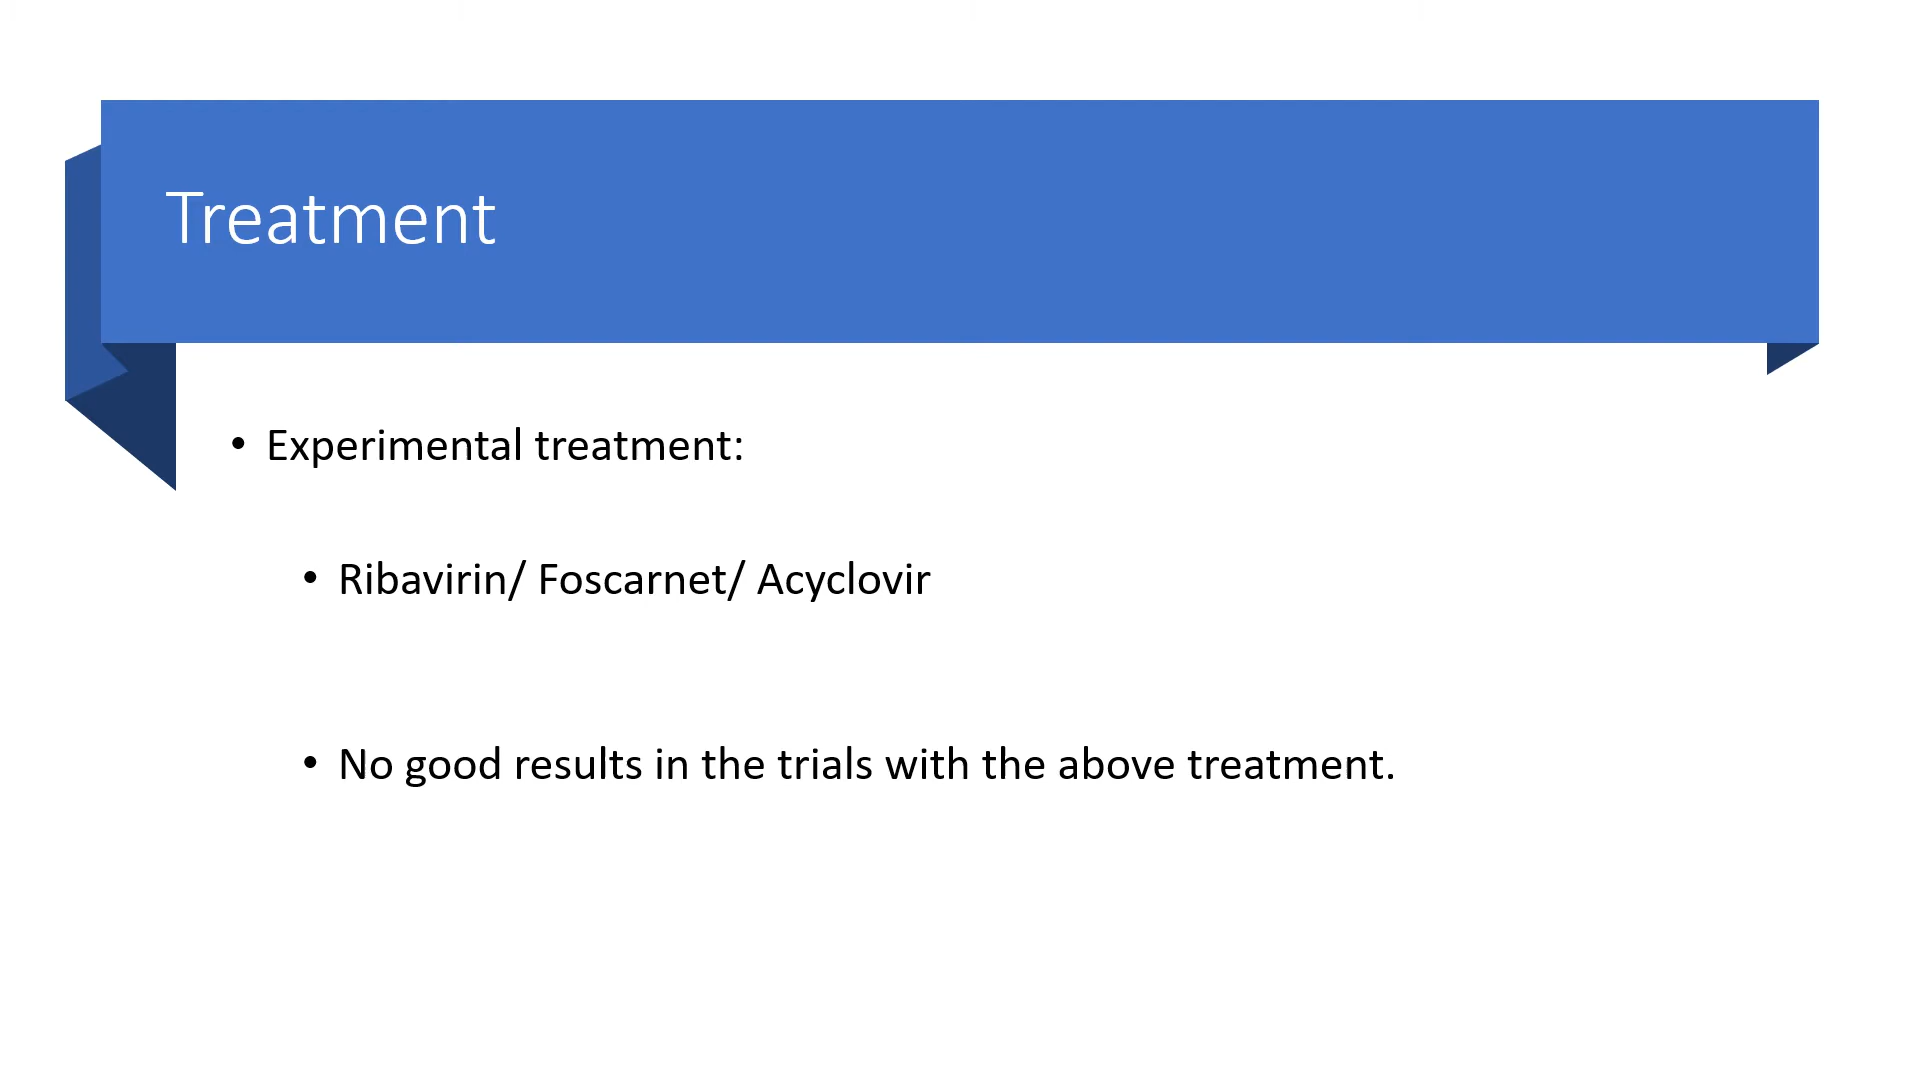 Treatment
• Experimental treatment:
• Ribavirin/ Foscarnet/ Acyclovir
• No good results in the trials with the above treatment.